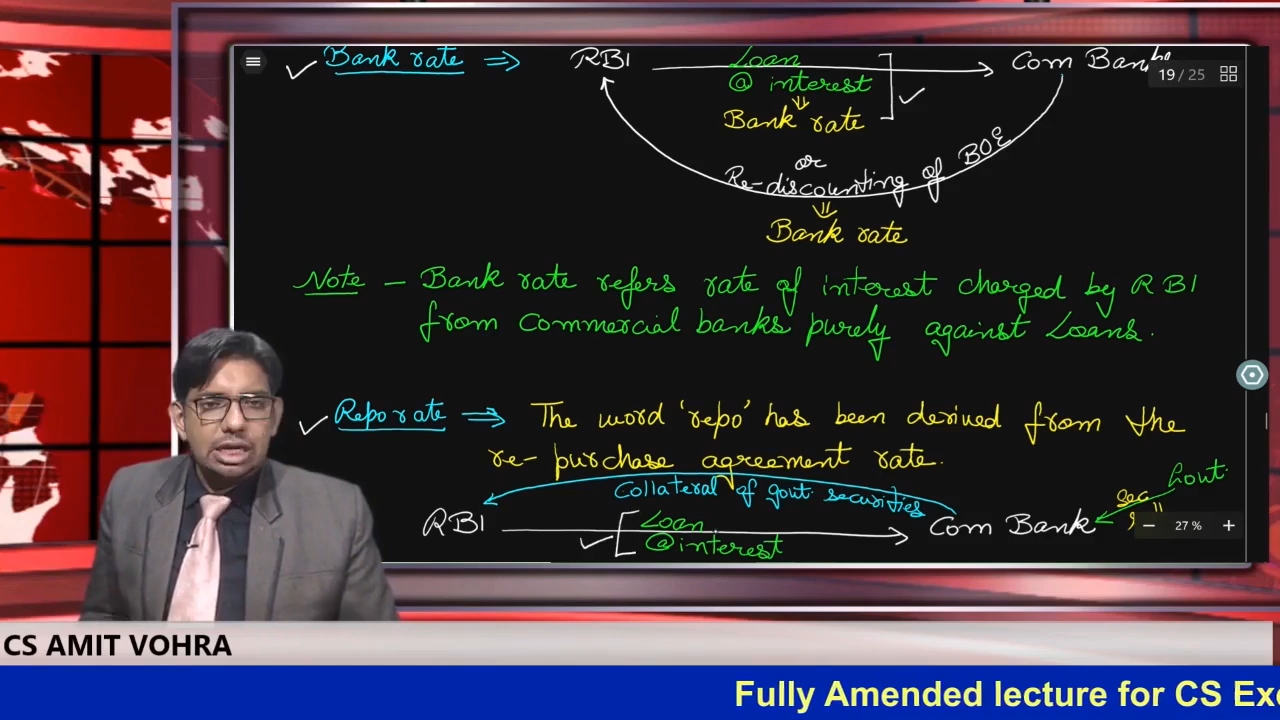 Bank rate ⇒ RBI Loan Com Banks
@ interest
Bank rate
19 / 25
or
Re-discounting of BOE
Bank rate
Note - Bank rate refers rate of interest charged by RBI
from Commercial banks purely against Loans.
Repo rate ⇒ The word 'repo' has been derived from the
re-purchase agreement rate.
Collateral of govt. securities
Govt.
Sec
RBI Loan Com Bank
@ interest
27 %
CS AMIT VOHRA
Fully Amended lecture for CS Exe